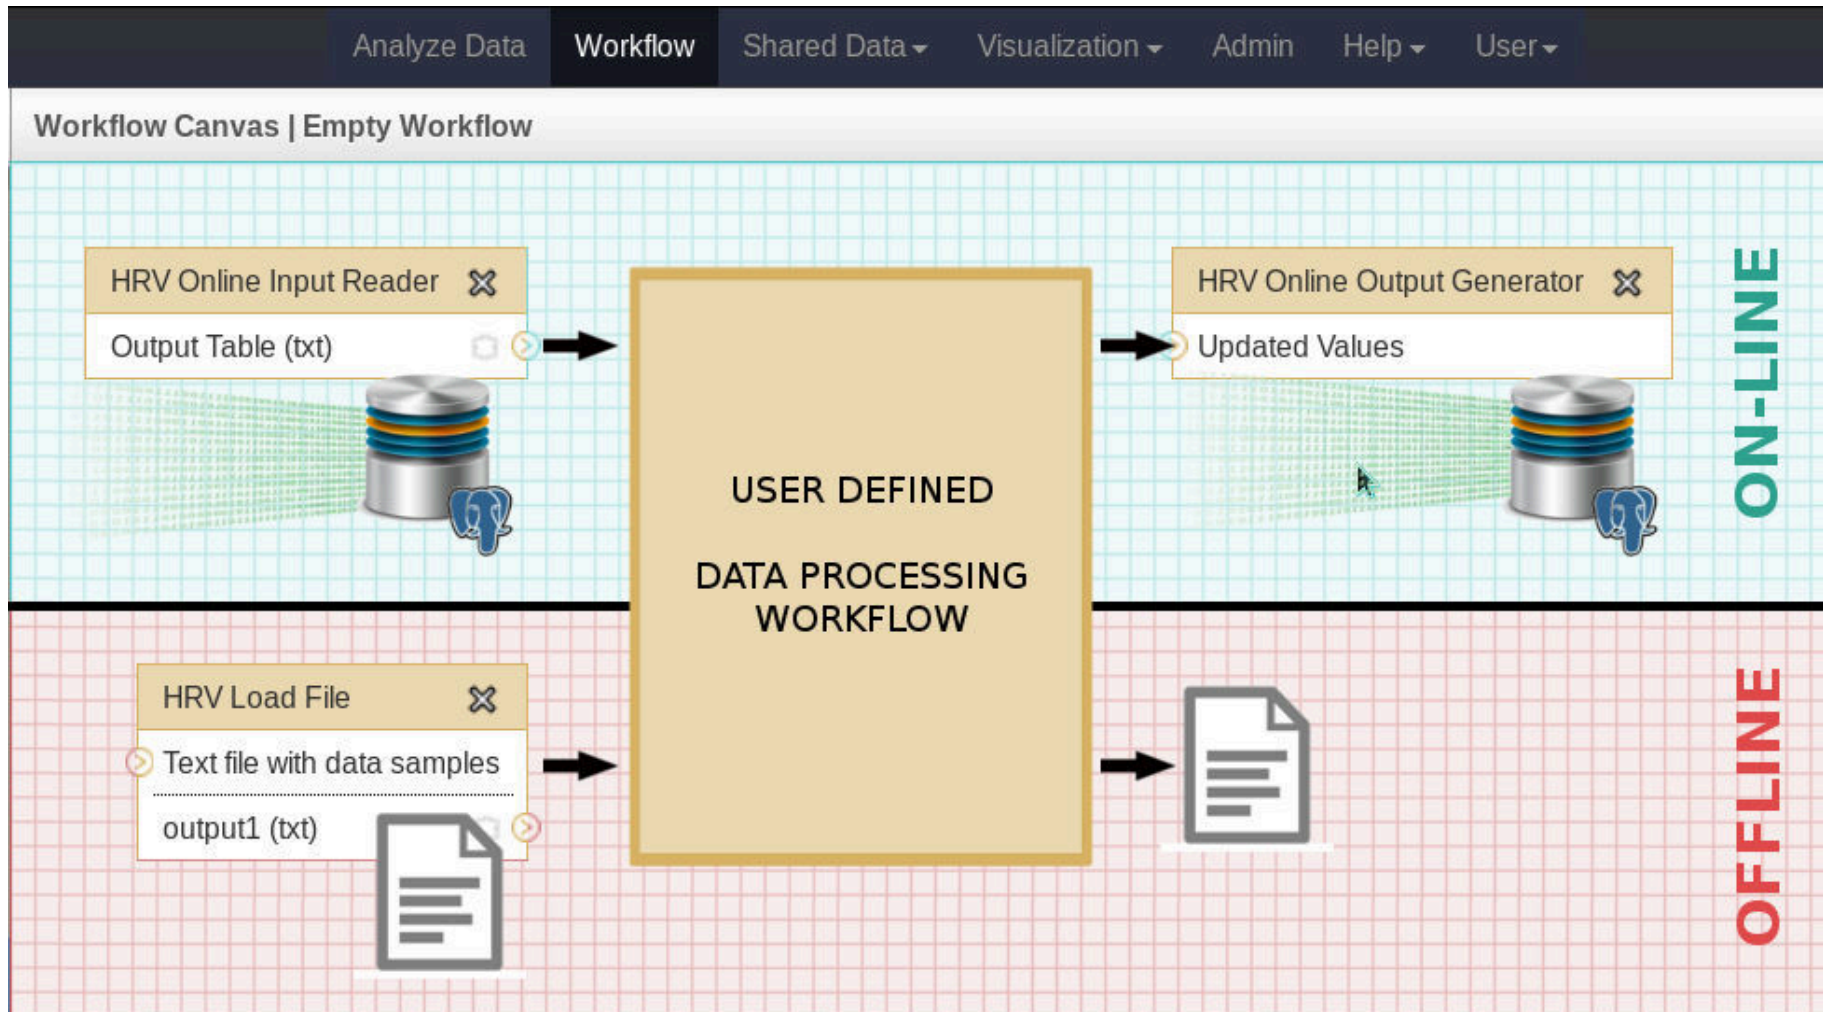 Analyze Data Workflow Shared Data Visualization Admin Help User
Workflow Canvas | Empty Workflow
HRV Online Input Reader
Output Table (txt)
USER DEFINED
DATA PROCESSING
WORKFLOW
HRV Online Output Generator
Updated Values
ON-LINE
HRV Load File
Text file with data samples
output1 (txt)
OFFLINE